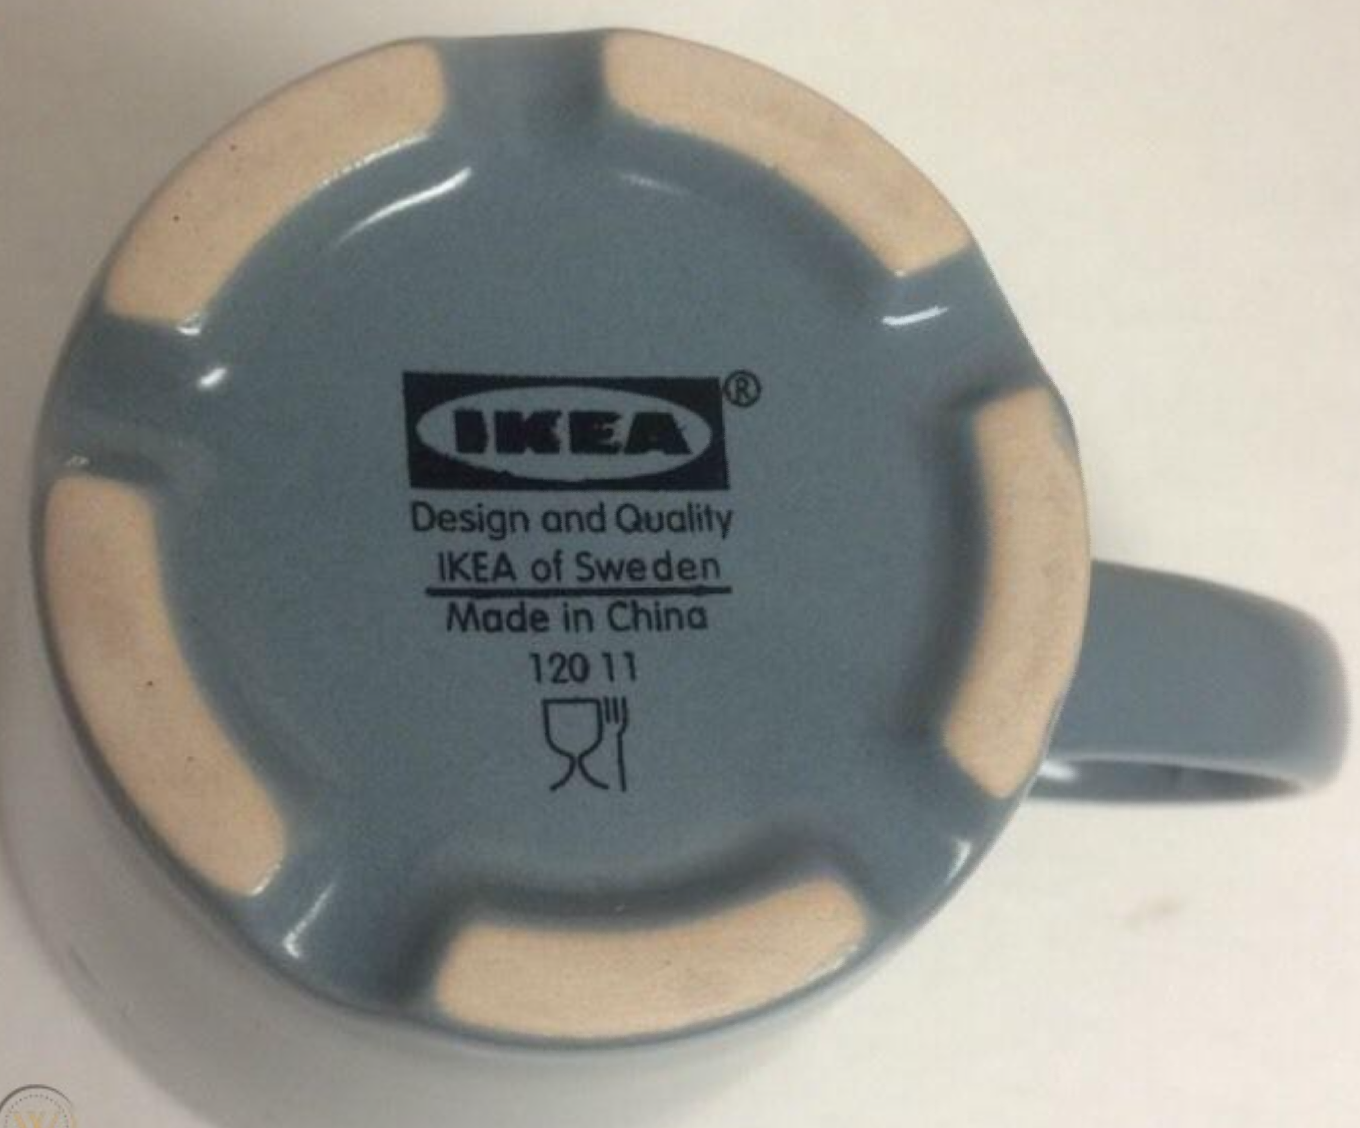 IKEA®
Design and Quality
IKEA of Sweden
Made in China
120 11